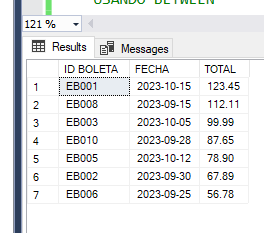 USANDO BETWEEN
121 %
Results Messages
ID BOLETA FECHA TOTAL
1 EB001 2023-10-15 123.45
2 EB008 2023-09-15 112.11
3 EB003 2023-10-05 99.99
4 EB010 2023-09-28 87.65
5 EB005 2023-10-12 78.90
6 EB002 2023-09-30 67.89
7 EB006 2023-09-25 56.78